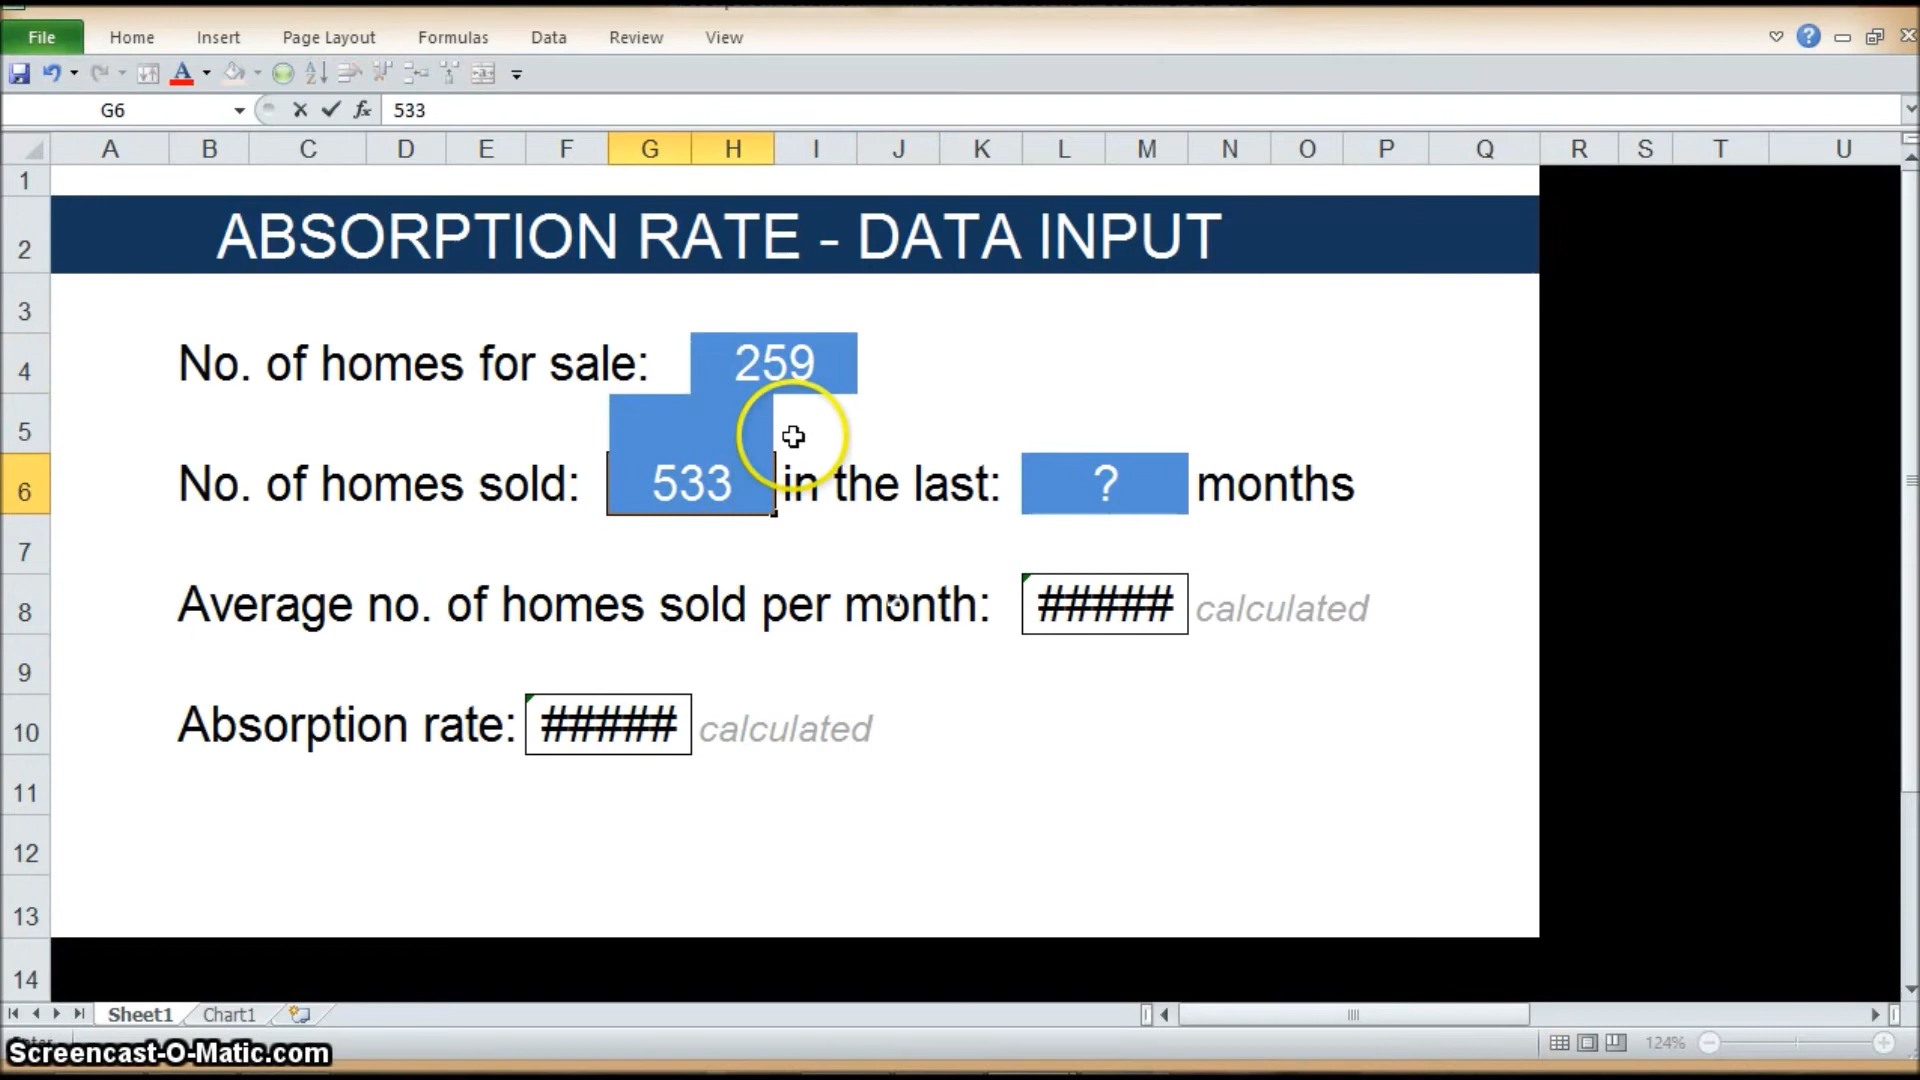 File Home Insert Page Layout Formulas Data Review View
G6 533
A B C D E F G H I J K L M N O P Q R S T U
1
2 ABSORPTION RATE - DATA INPUT
3
4 No. of homes for sale: 259
5
6 No. of homes sold: 533 in the last: ? months
7
8 Average no. of homes sold per month: ##### calculated
9
10 Absorption rate: ##### calculated
11
12
13
14
Sheet1 Chart1
124%
Screencast-O-Matic.com